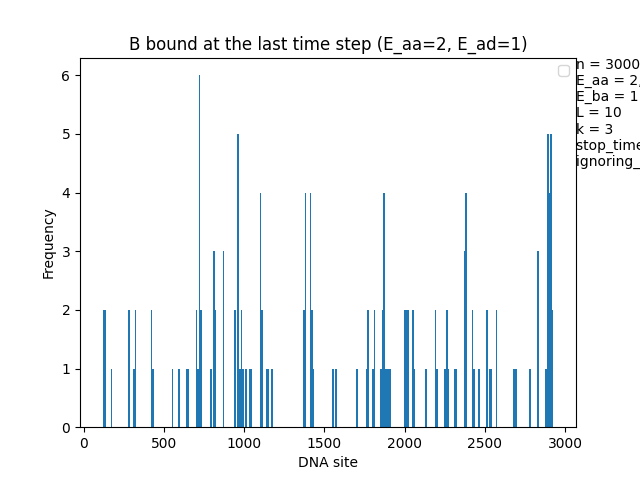 B bound at the last time step (E_aa=2, E_ad=1)
6
5
4
3
2
1
0
Frequency
0
500
1000
1500
2000
2500
3000
DNA site
n = 3000
E_aa = 2,
E_ba = 1
L = 10
k = 3
stop_time
ignoring_